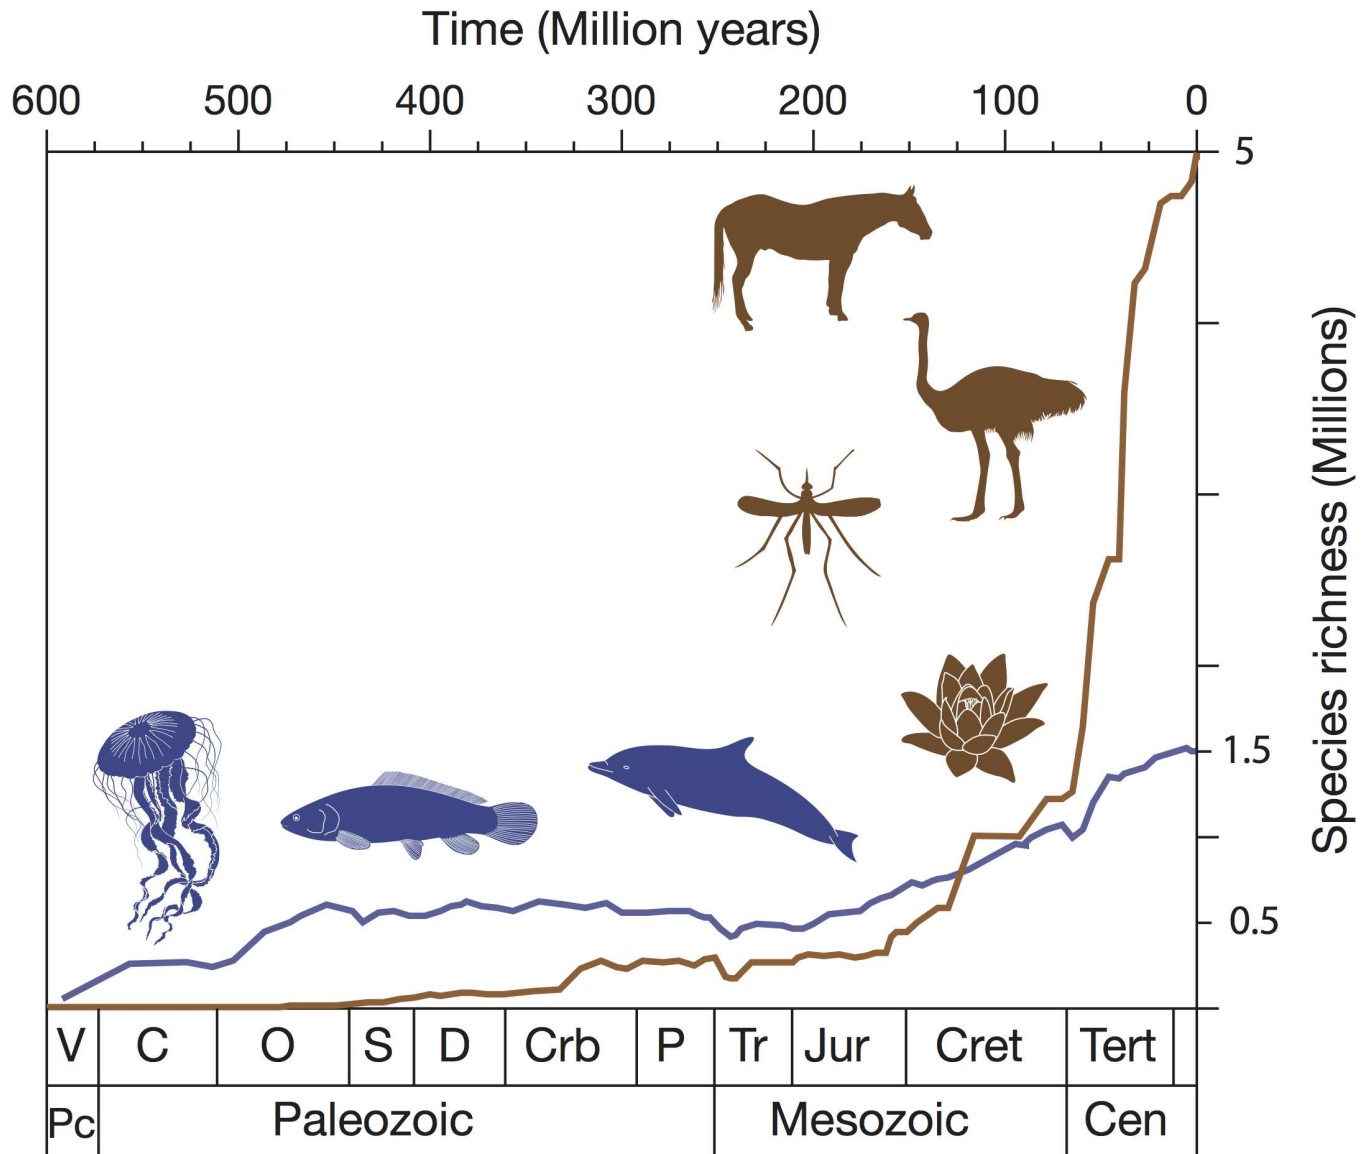 Time (Million years)
600 500 400 300 200 100 0
5
1.5
0.5
Species richness (Millions)
V C O S D Crb P Tr Jur Cret Tert
Pc Paleozoic Mesozoic Cen